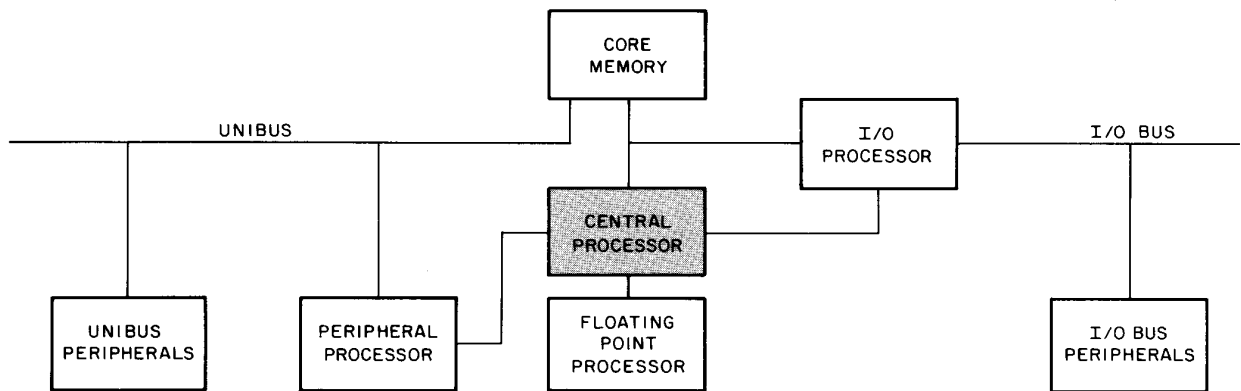 CORE
MEMORY
UNIBUS
I/O
PROCESSOR
I/O BUS
CENTRAL
PROCESSOR
UNIBUS
PERIPHERALS
PERIPHERAL
PROCESSOR
FLOATING
POINT
PROCESSOR
I/O BUS
PERIPHERALS